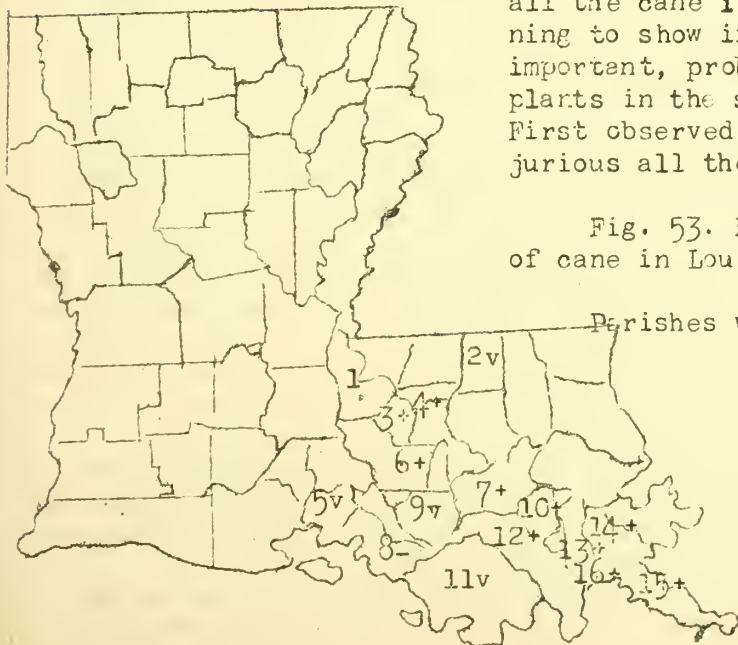 all the cane i
ning to show i
important, prob
plants in the s
First observed
jurious all the
Fig. 53.
of cane in Lou
Parishes
2v
1
3+ 4+
6+
5v 9v 7+ 10+
12+ 14+
8- 13+
11v 16+ 15+